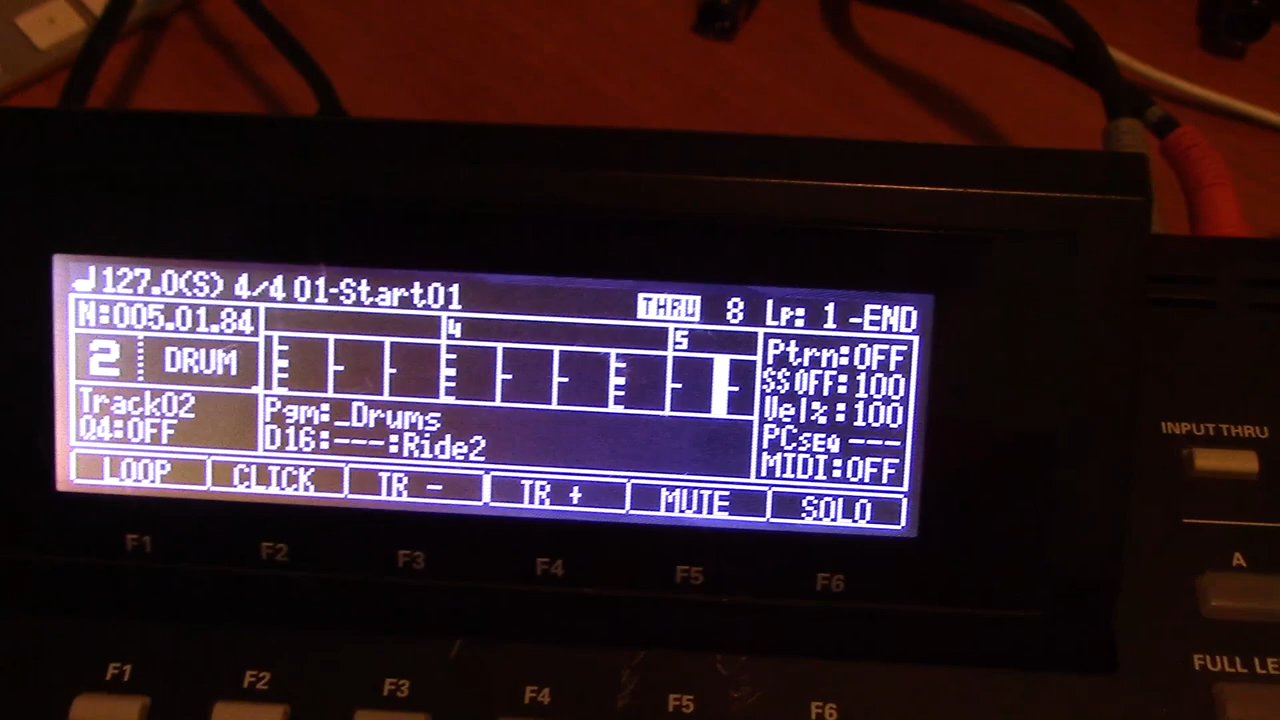 ♩127.0(S) 4/4 01-Start01 THRU 8 Lp: 1 -END
N:005.01.84 4 5 Ptrn:OFF
2 DRUM SS OFF:100
Track02 Pgm:_Drums Vel%:100
Q4:OFF D16:---:Ride2 PCSEQ ---
MIDI:OFF
LOOP CLICK TR - TR + MUTE SOLO
F1 F2 F3 F4 F5 F6
F1 F2 F3 F4 F5 F6
INPUT THRU
A
FULL LE